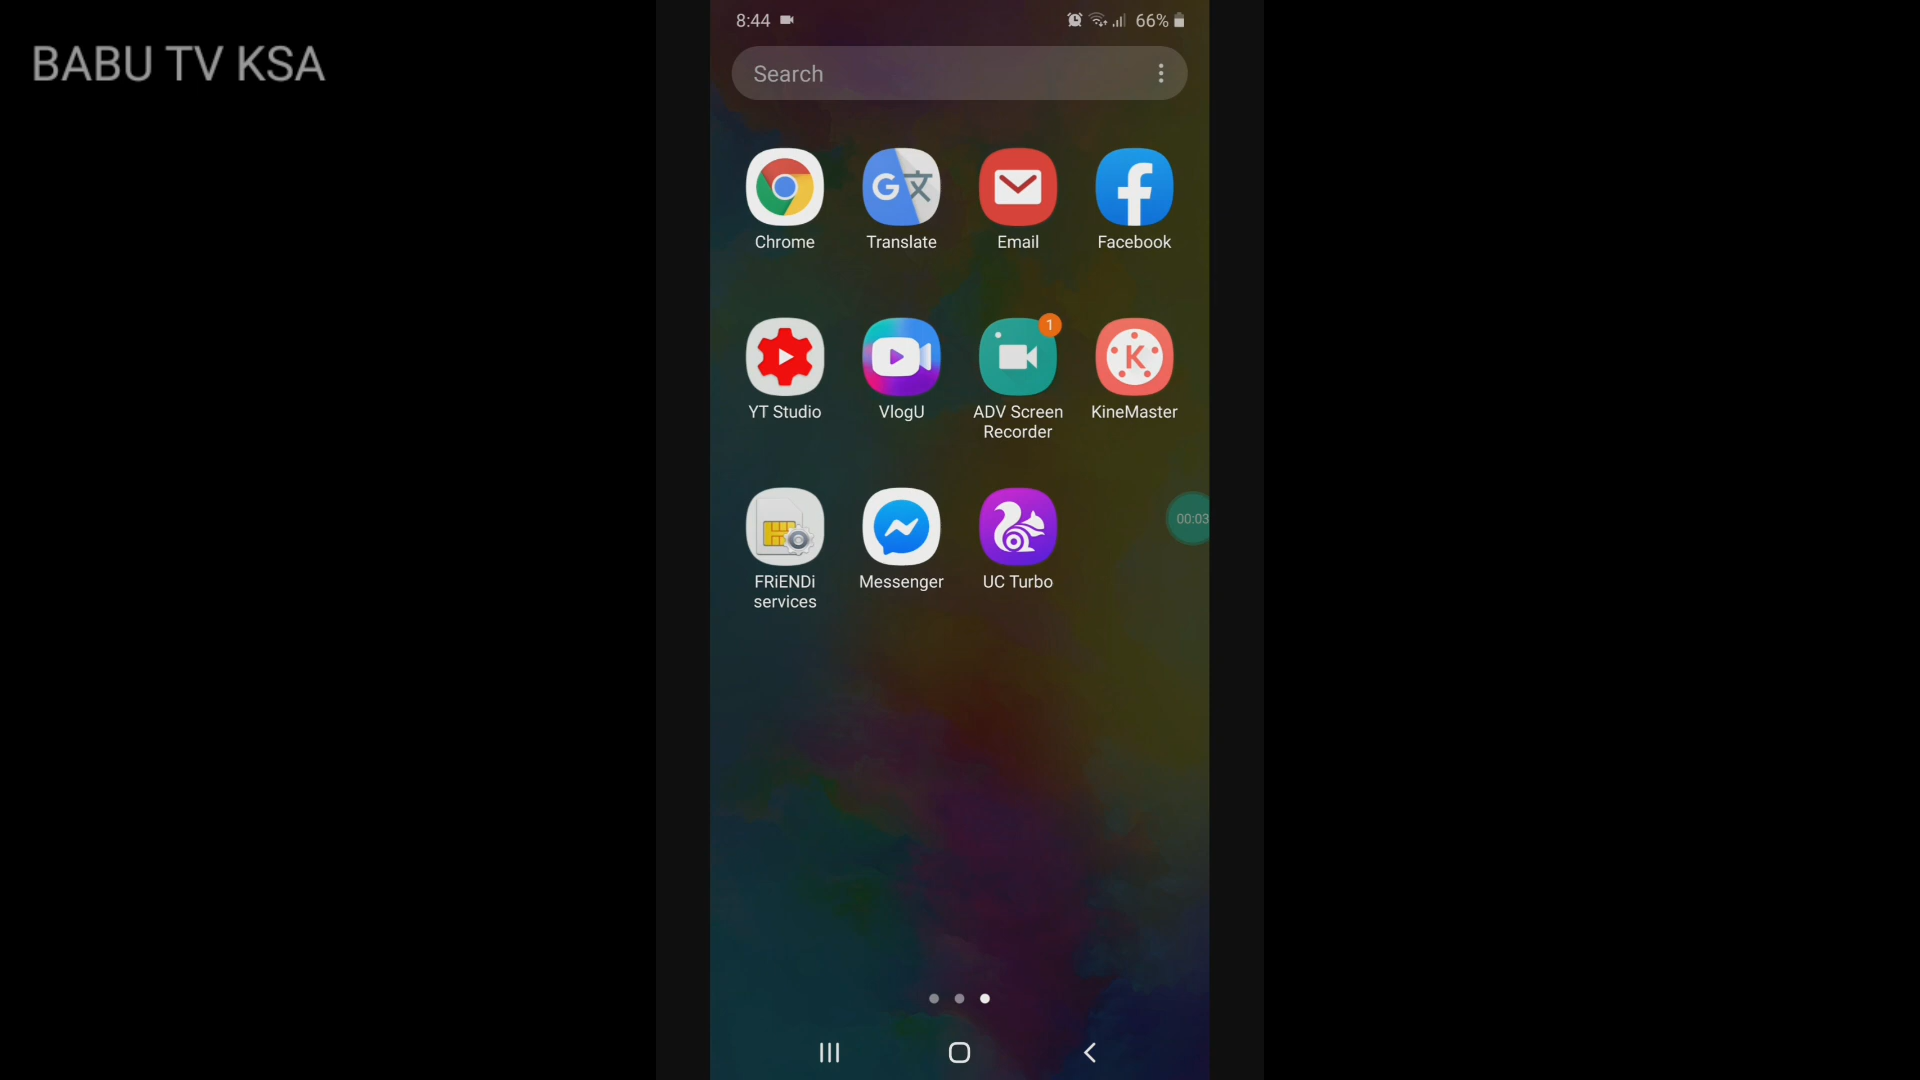 BABU TV KSA
8:44
66%
Search
Chrome
Translate
Email
Facebook
YT Studio
VlogU
1
ADV Screen
Recorder
K
KineMaster
FRiENDi
services
Messenger
UC Turbo
00:03